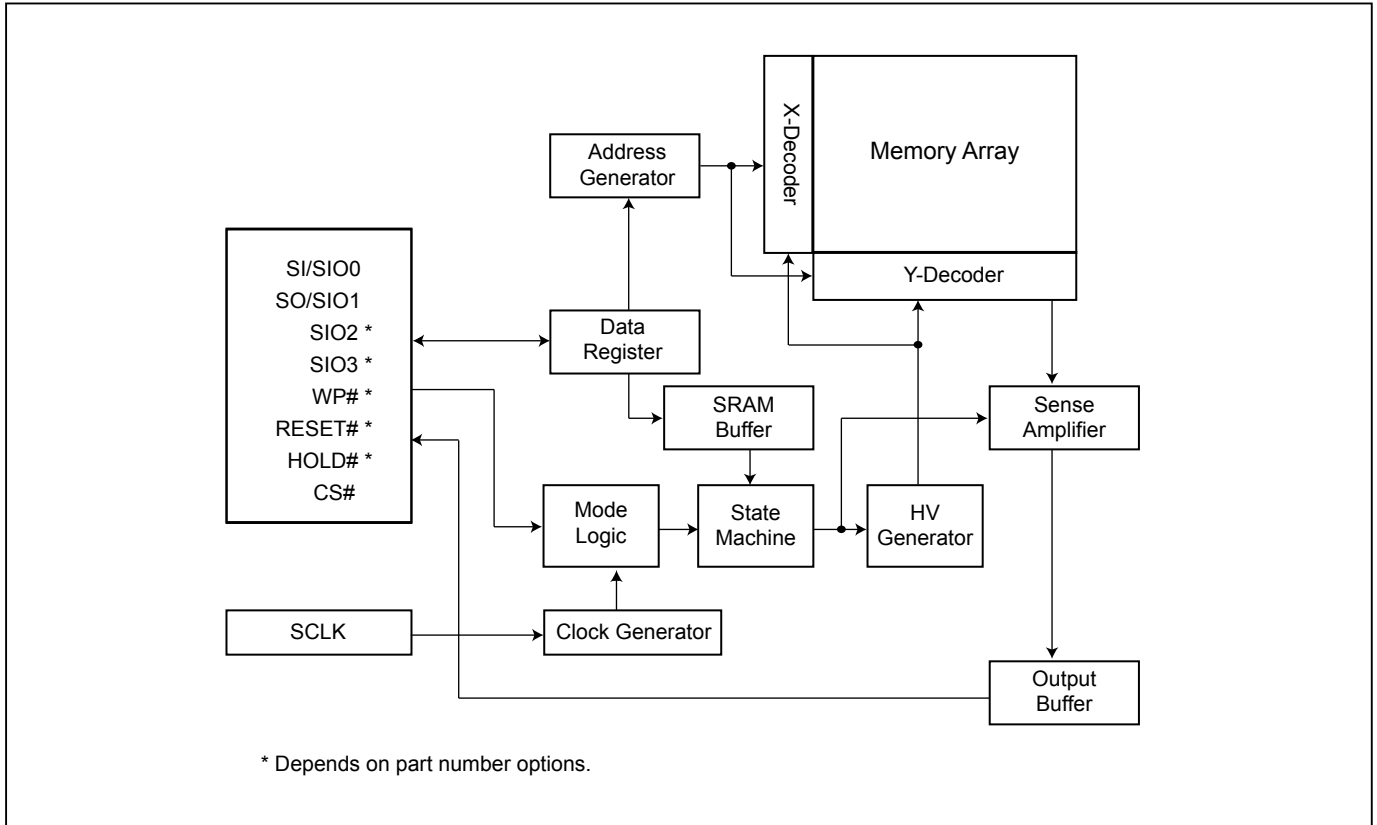 X-Decoder
Memory Array
Address
Generator
Y-Decoder
SI/SIO0
SO/SIO1
SIO2 *
SIO3 *
WP# *
RESET# *
HOLD# *
CS#
Data
Register
SRAM
Buffer
Sense
Amplifier
Mode
Logic
State
Machine
HV
Generator
SCLK
Clock Generator
Output
Buffer
* Depends on part number options.